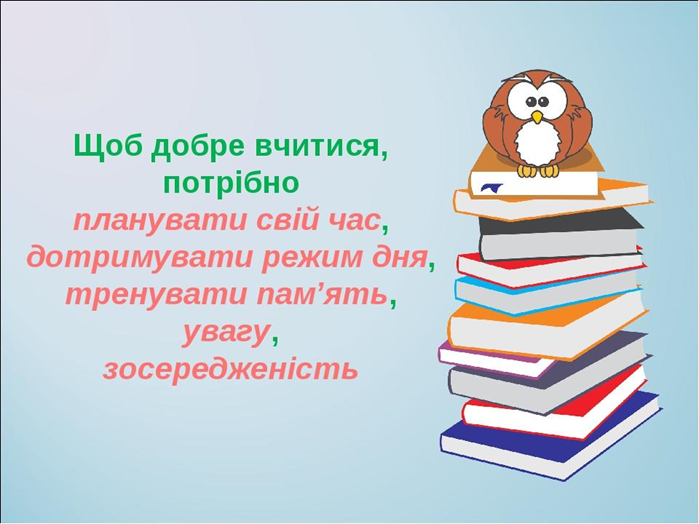 Щоб добре вчитися,
потрібно
планувати свій час,
дотримувати режим дня,
тренувати пам’ять,
увагу,
зосередженість